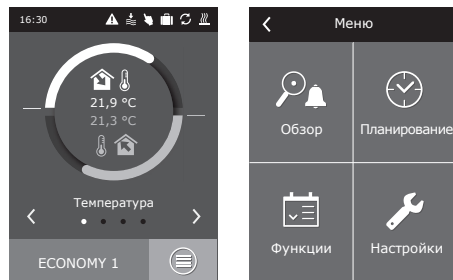 16:30
21,9 °C
21,3 °C
Температура
ECONOMY 1
Меню
Обзор
Планирование
Функции
Настройки